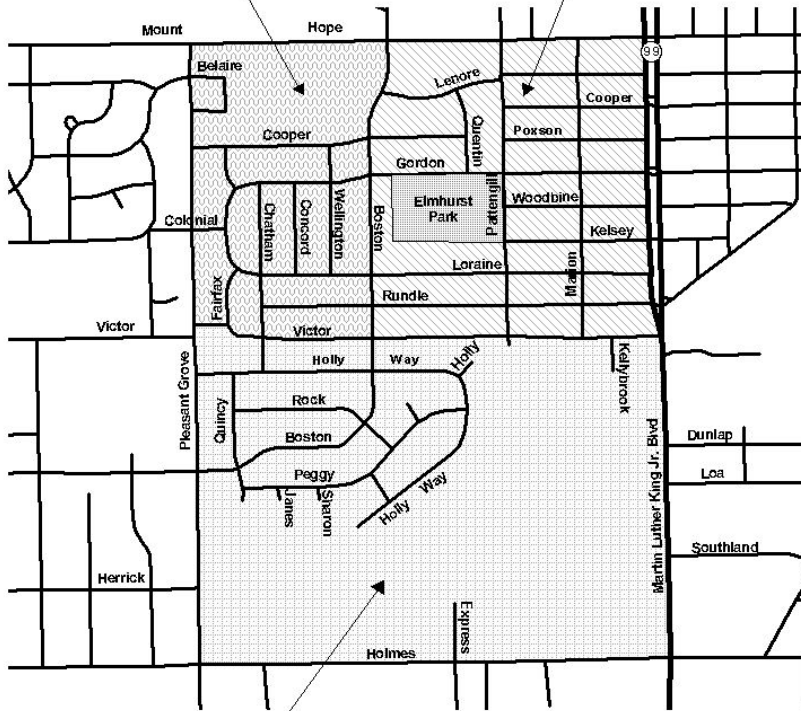 Mount Hope
99
Belaire
Lenore
Cooper
Cooper
Quentin
Poxson
Gordon
Pattengill
Woodbine
Elmhurst
Park
Chatham
Concord
Wellington
Boston
Colonial
Kelsey
Loraine
Marion
Fairfax
Rundle
Victor
Victor
Holly Way
Holly
Kellybrook
Pleasant Grove
Quincy
Rock
Boston
Peggy
Janes
Sharon
Holly Way
Martin Luther King Jr. Blvd
Dunlap
Loa
Southland
Herrick
Express
Holmes